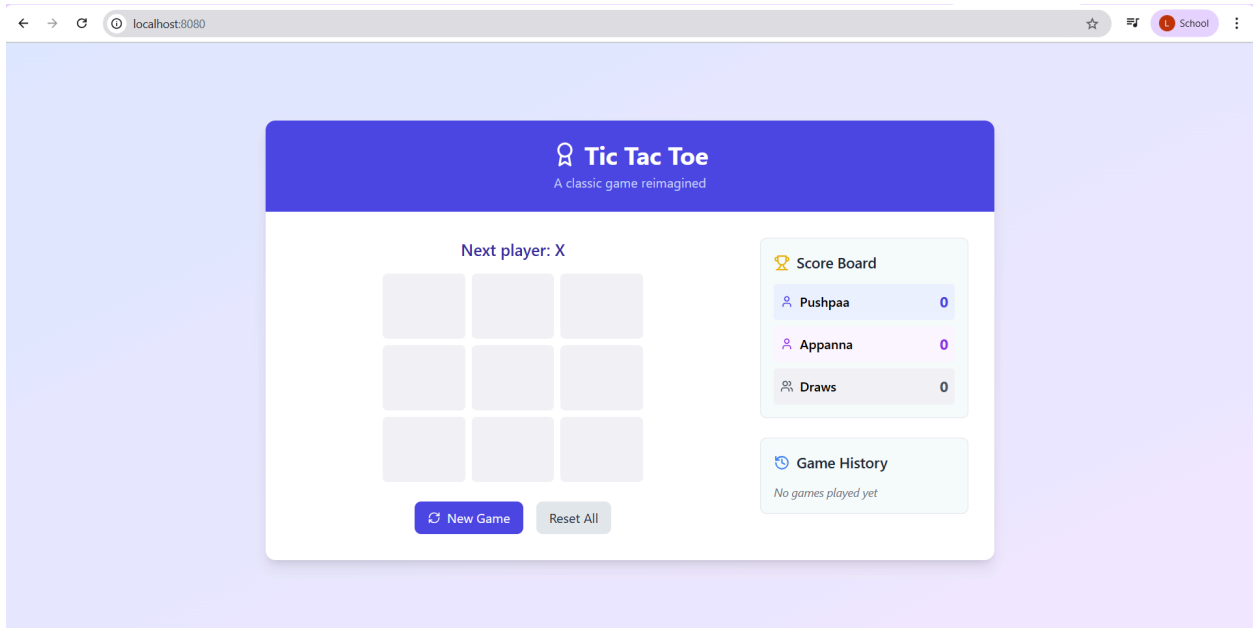 localhost:8080
L School
Tic Tac Toe
A classic game reimagined
Next player: X
New Game
Reset All
Score Board
Pushpaa 0
Appanna 0
Draws 0
Game History
No games played yet